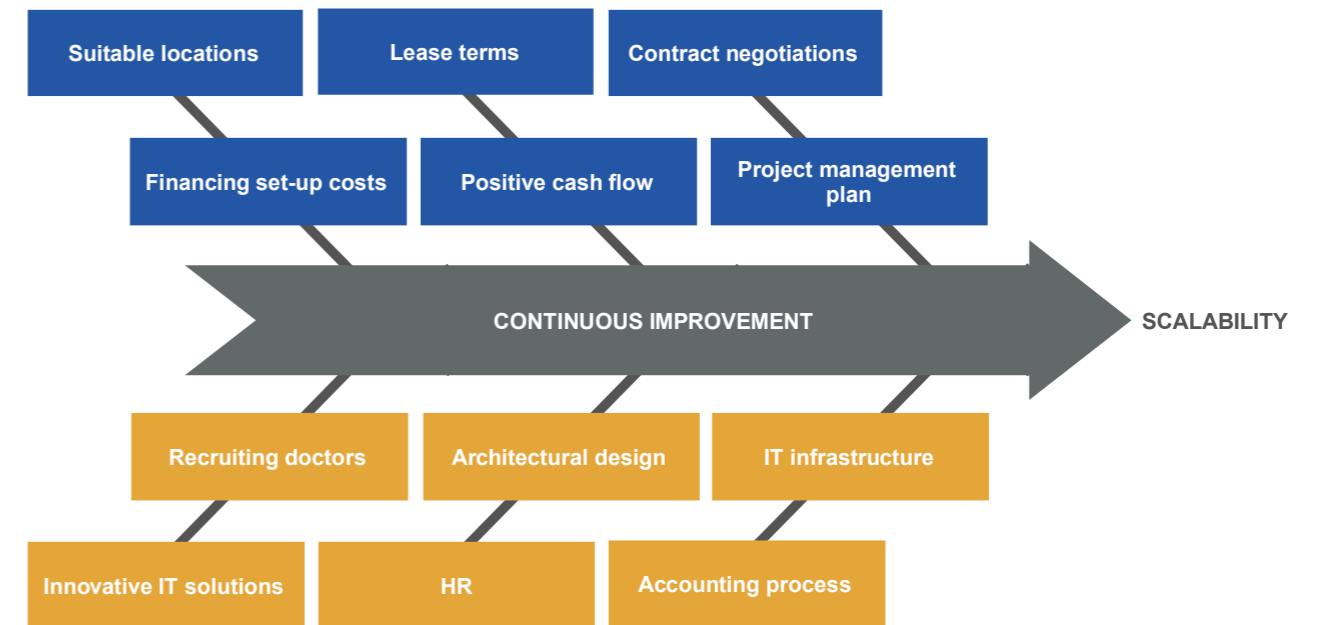 Suitable locations
Lease terms
Contract negotiations
Financing set-up costs
Positive cash flow
Project management
plan
CONTINUOUS IMPROVEMENT
SCALABILITY
Recruiting doctors
Architectural design
IT infrastructure
Innovative IT solutions
HR
Accounting process